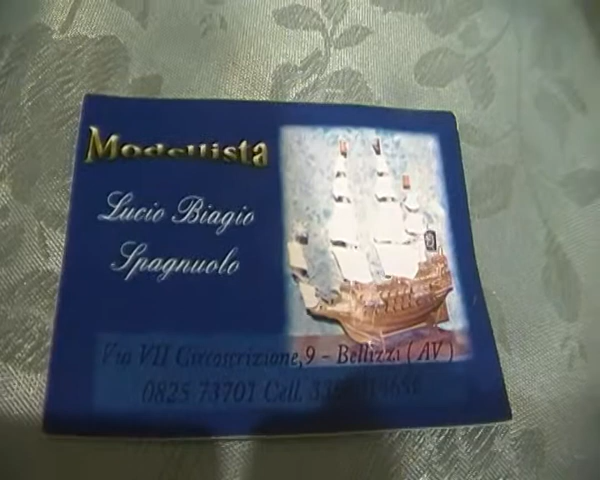 Modellista
Lucio Biagio
Spagnuolo
Via VII Circoscrizione,9 - Bellizzi ( AV )
0825 73701 Cell.